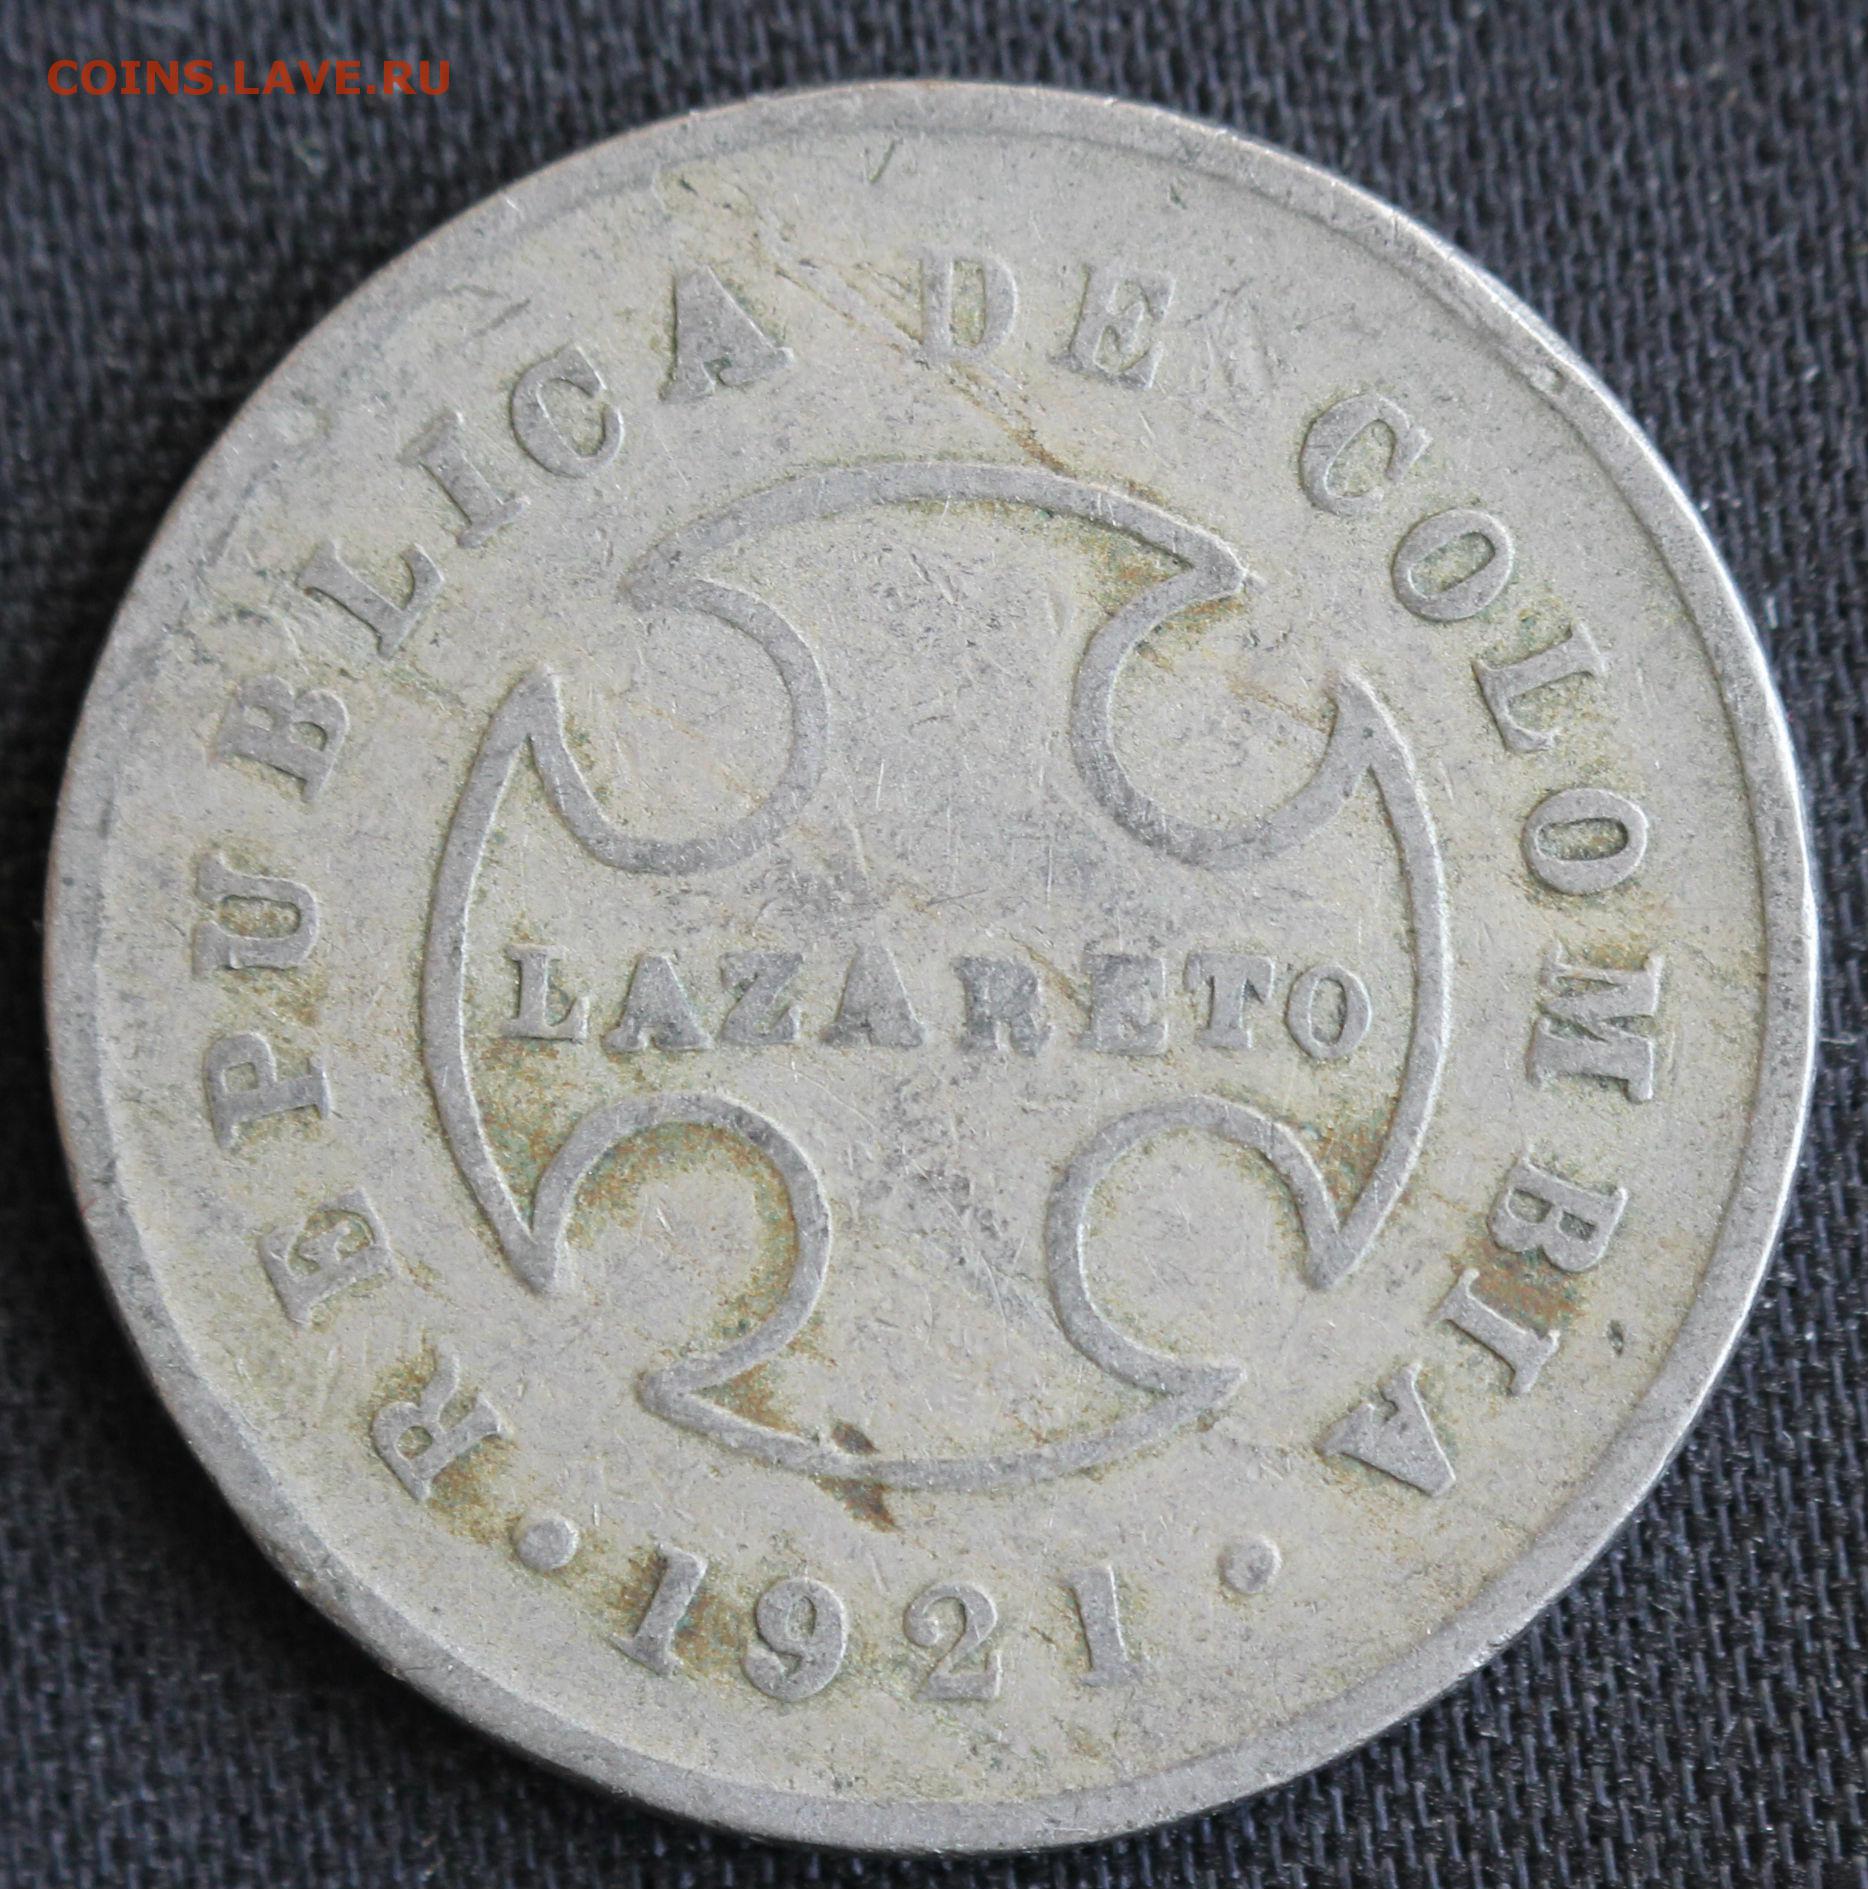 COINS.LAVE.RU
REPUBLICA DE COLOMBIA
LAZARETO
• 1921 •